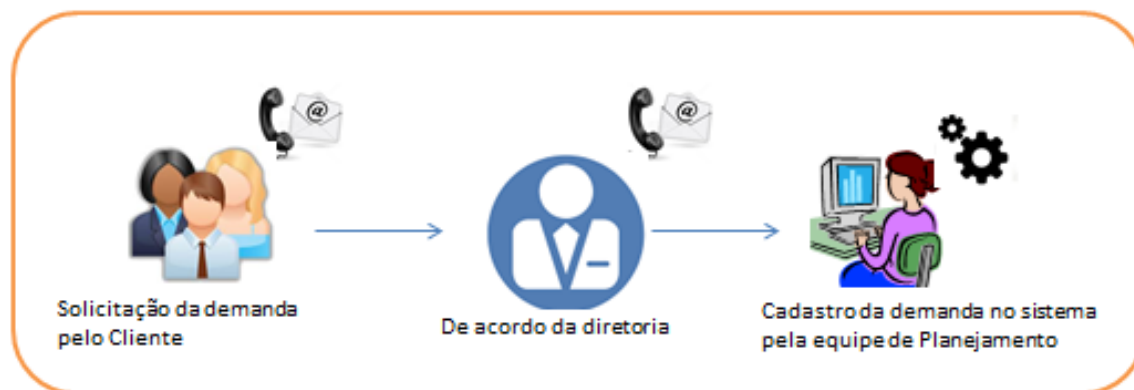 Solicitação da demanda
pelo Cliente
De acordo da diretoria
Cadastro da demanda no sistema
pela equipe de Planejamento